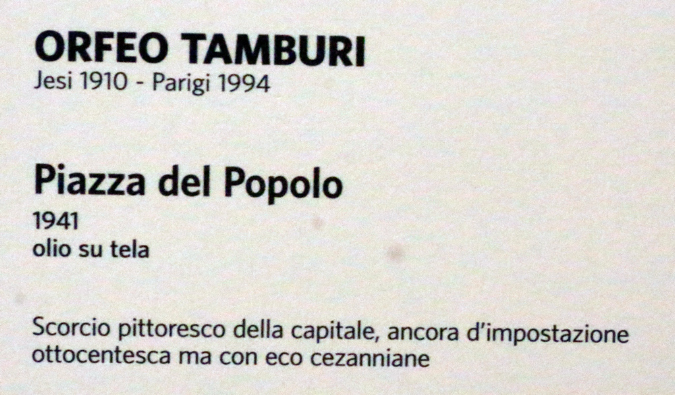 ORFEO TAMBURI
Jesi 1910 - Parigi 1994
Piazza del Popolo
1941
olio su tela
Scorcio pittoresco della capitale, ancora d'impostazione
ottocentesca ma con eco cezanniane